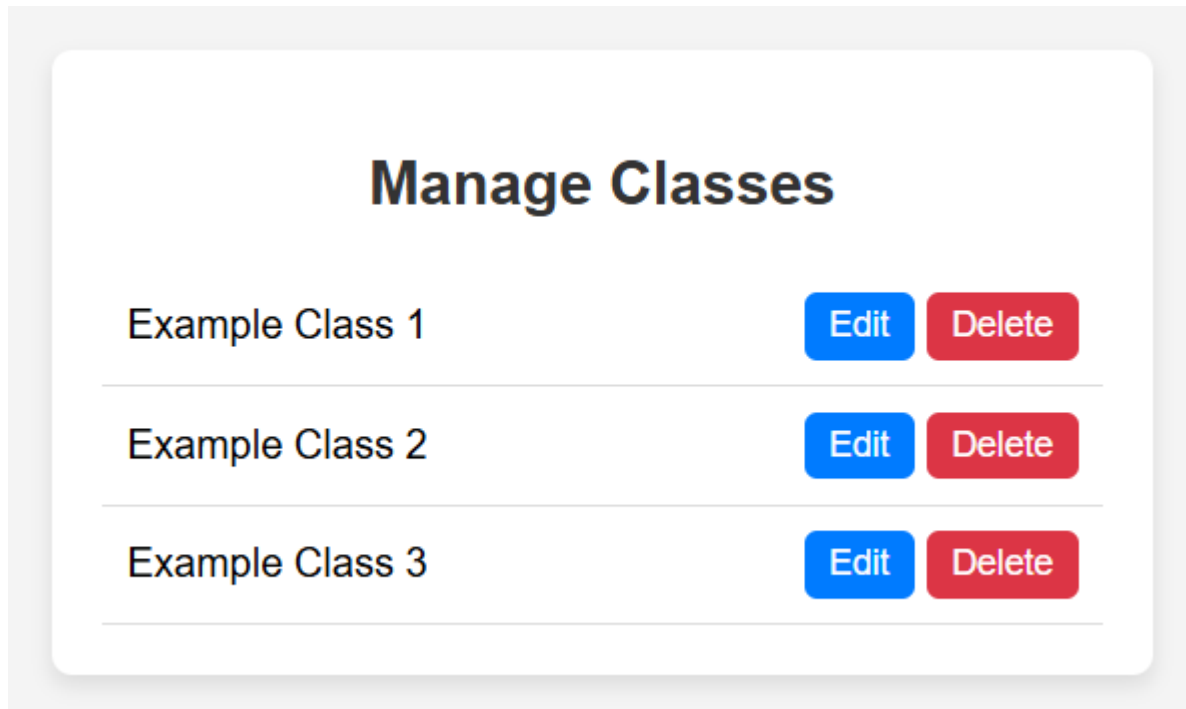 Manage Classes
Example Class 1 Edit Delete
Example Class 2 Edit Delete
Example Class 3 Edit Delete